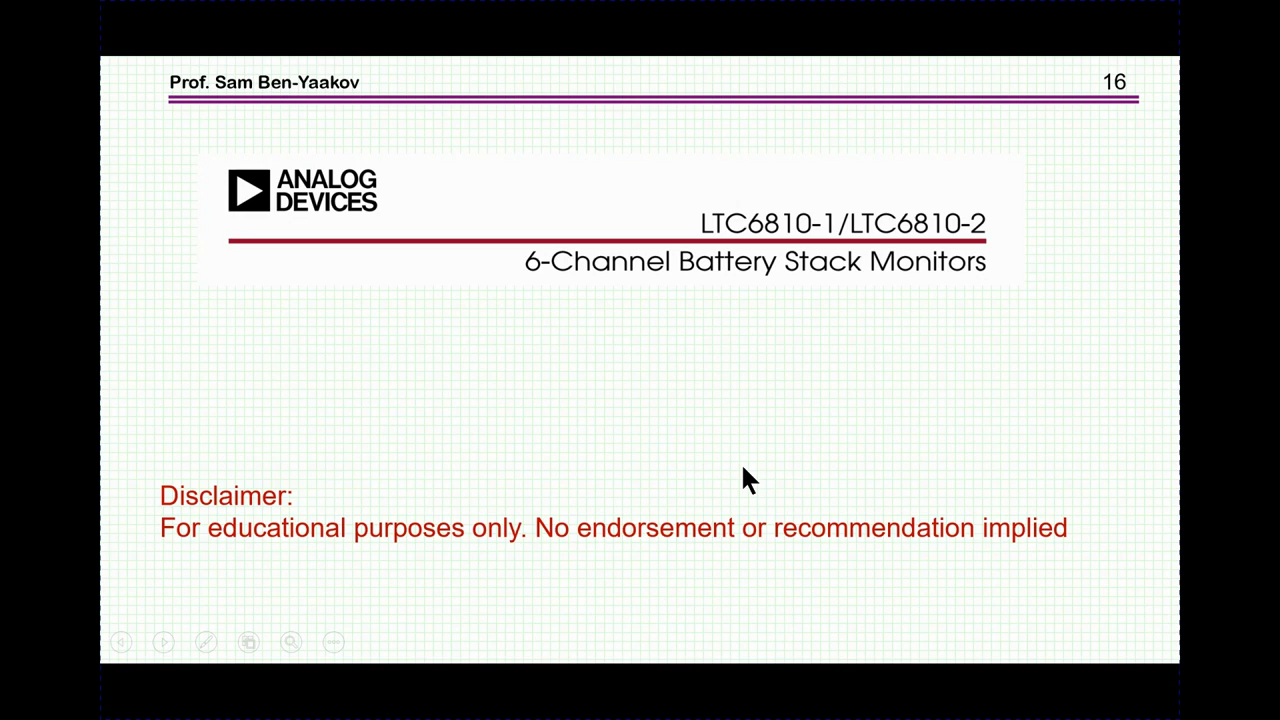 Prof. Sam Ben-Yaakov
16
ANALOG
DEVICES
LTC6810-1/LTC6810-2
6-Channel Battery Stack Monitors
Disclaimer:
For educational purposes only. No endorsement or recommendation implied